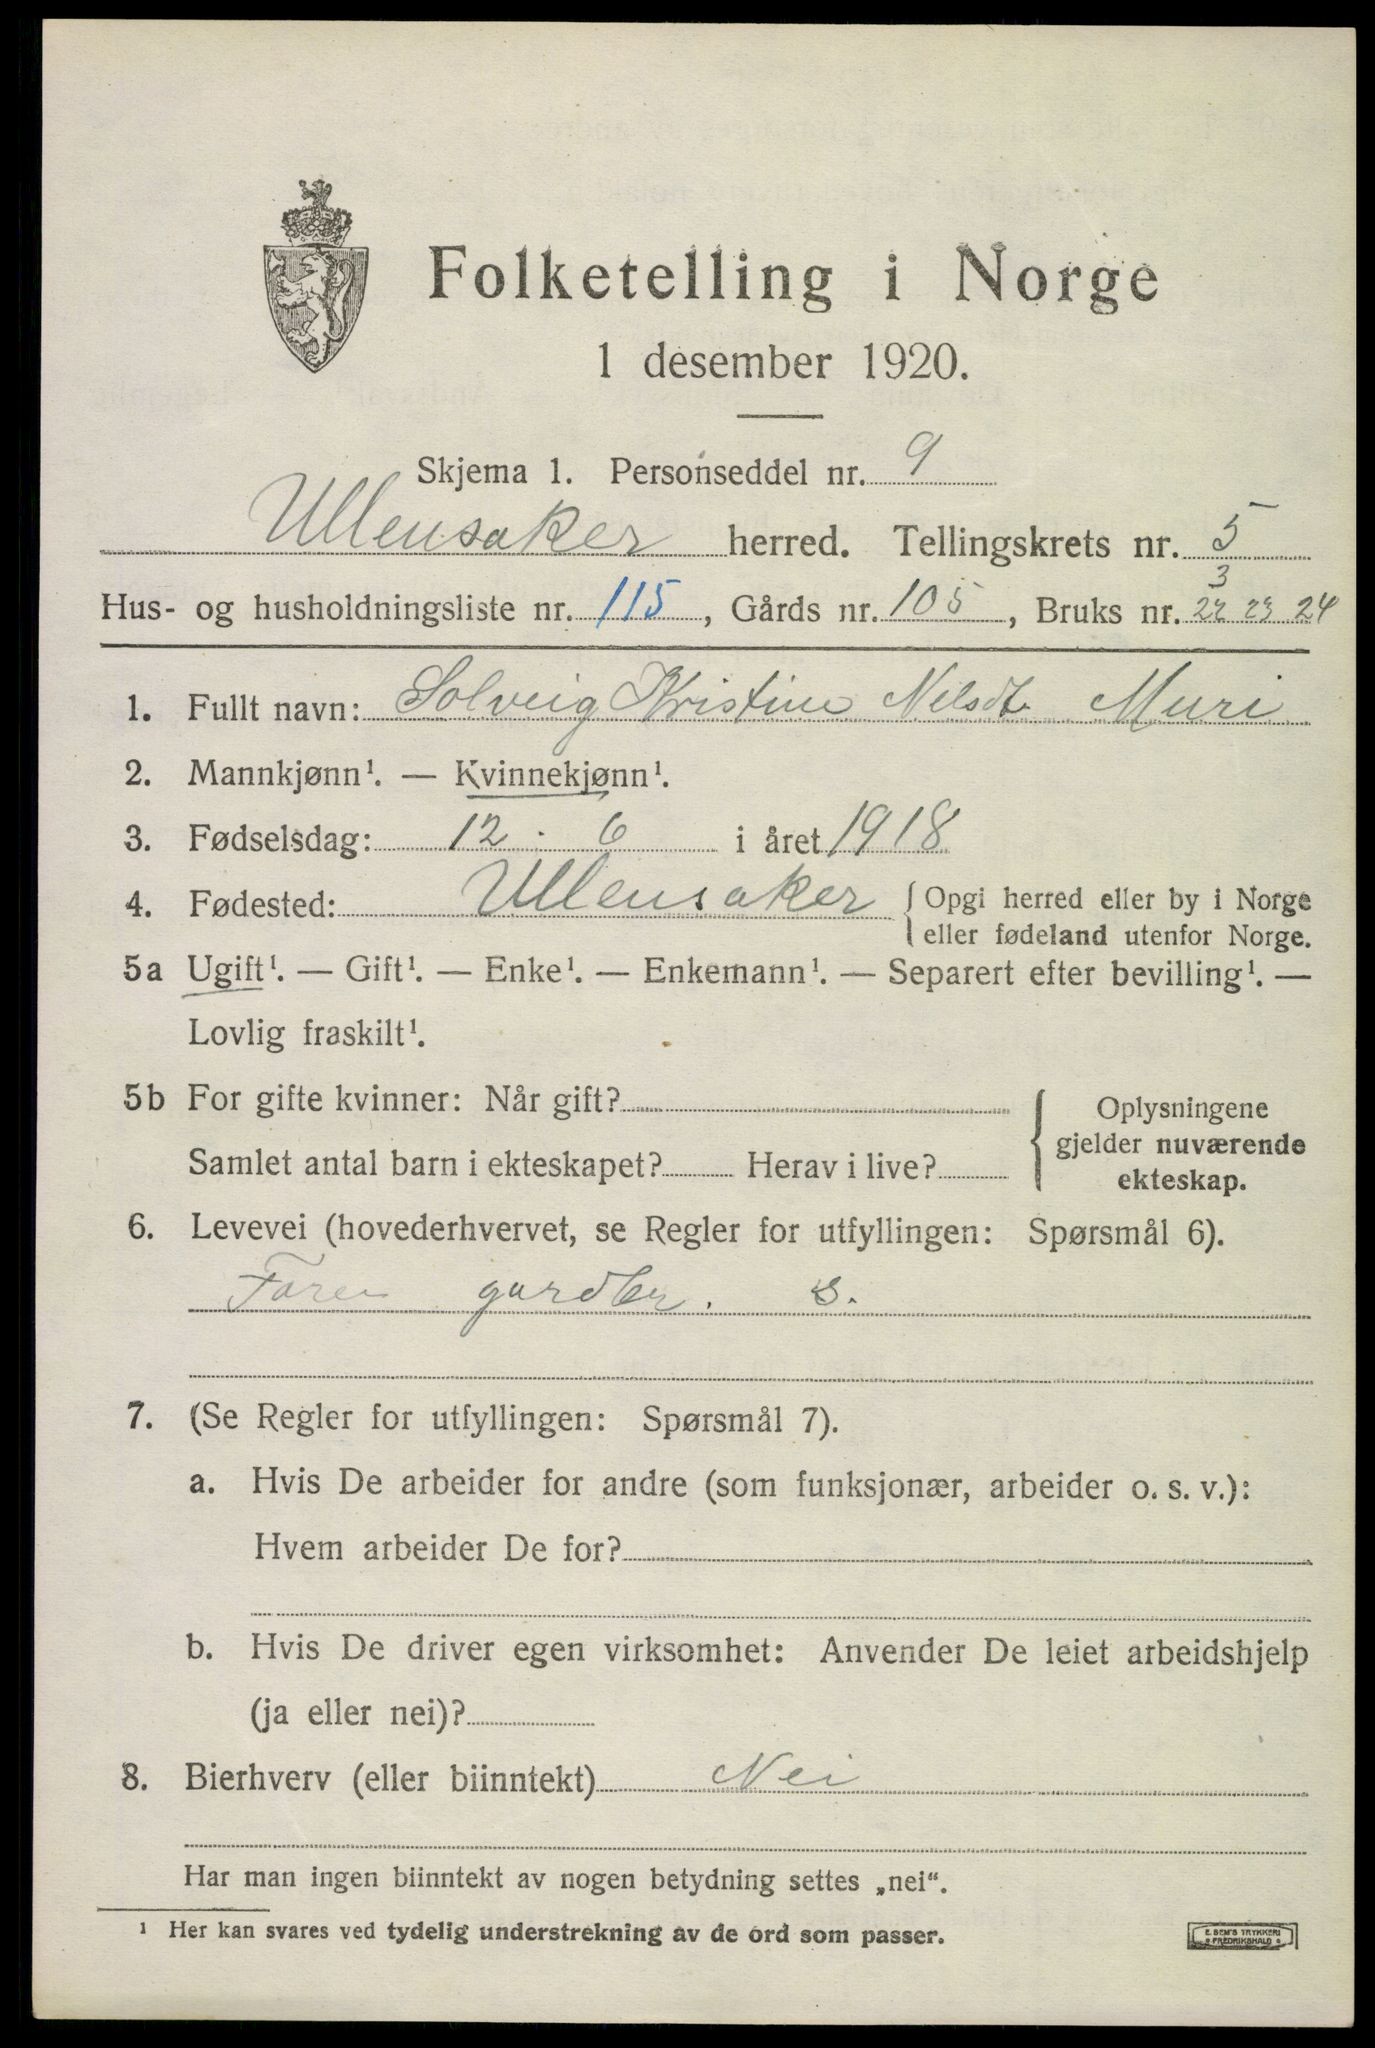 Folketelling i Norge
1 desember 1920.
Skjema 1. Personseddel nr. 9
Ullensaker herred. Tellingskrets nr. 5
3
Hus- og husholdningsliste nr. 115, Gårds nr. 105, Bruks nr. 22 23 24
1. Fullt navn: Solveig Kristine Nilsdt. Muri
2. Mannkjønn¹. — Kvinnekjønn¹.
3. Fødselsdag: 12 . 6 i året 1918
4. Fødested: Ullensaker { Opgi herred eller by i Norge
eller fødeland utenfor Norge.
5a Ugift¹. — Gift¹. — Enke¹. — Enkemann¹. — Separert efter bevilling¹. —
Lovlig fraskilt¹.
5b For gifte kvinner: Når gift? { Oplysningene
gjelder nuværende
Samlet antal barn i ekteskapet? Herav i live?
ekteskap.
6. Levevei (hovederhvervet, se Regler for utfyllingen: Spørsmål 6).
Faren gardbr. S.
7. (Se Regler for utfyllingen: Spørsmål 7).
a. Hvis De arbeider for andre (som funksjonær, arbeider o. s. v.):
Hvem arbeider De for?
b. Hvis De driver egen virksomhet: Anvender De leiet arbeidshjelp
(ja eller nei)?
8. Bierhverv (eller biinntekt) Nei
Har man ingen biinntekt av nogen betydning settes „nei“.
¹ Her kan svares ved tydelig understrekning av de ord som passer.
E. SEM'S TRYKKERI
FREDRIKSHALD